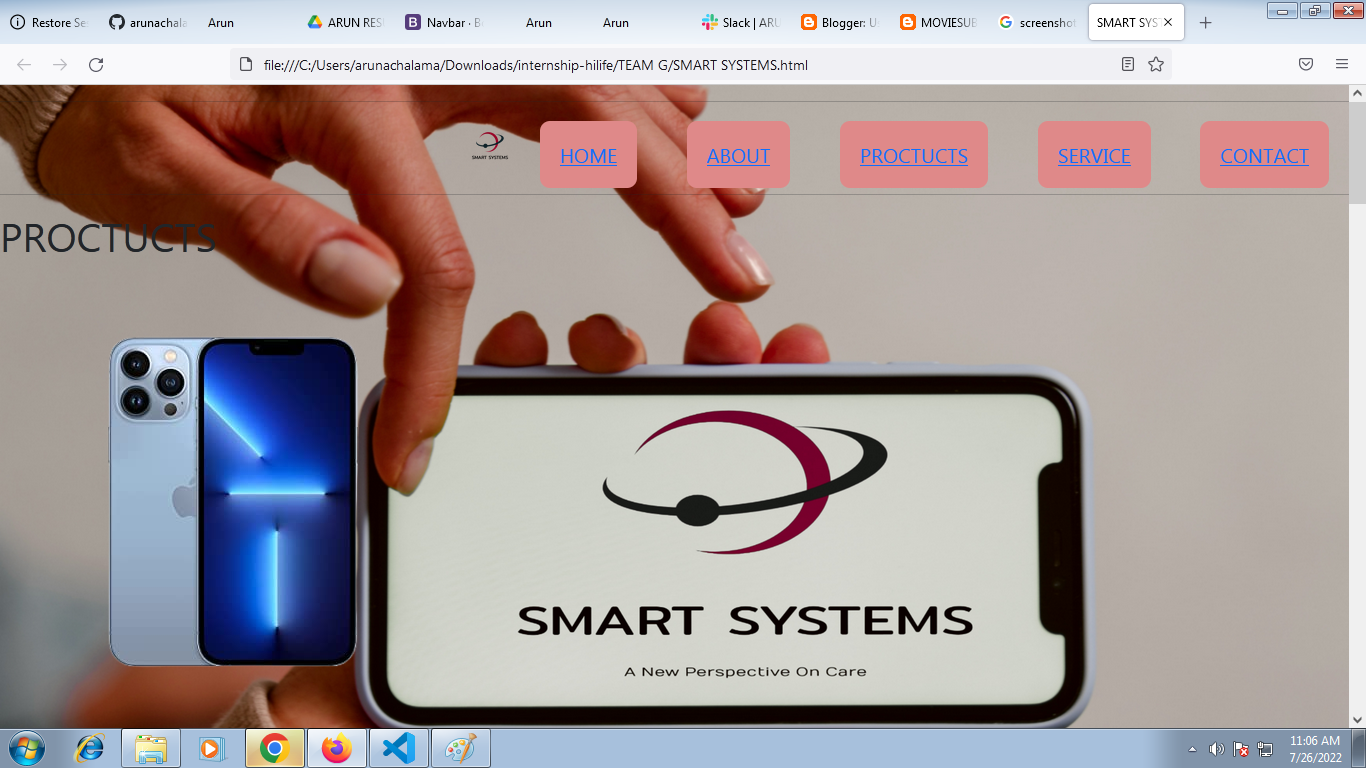 Restore Se
arunachala
Arun
ARUN RES
Navbar · B
Arun
Arun
Slack | ARU
Blogger: U
MOVIESUB
screenshot
SMART SYS
file:///C:/Users/arunachalama/Downloads/internship-hilife/TEAM G/SMART SYSTEMS.html
SMART SYSTEMS
HOME
ABOUT
PROCTUCTS
SERVICE
CONTACT
PROCTUCTS
SMART SYSTEMS
A New Perspective On Care
11:06 AM
7/26/2022